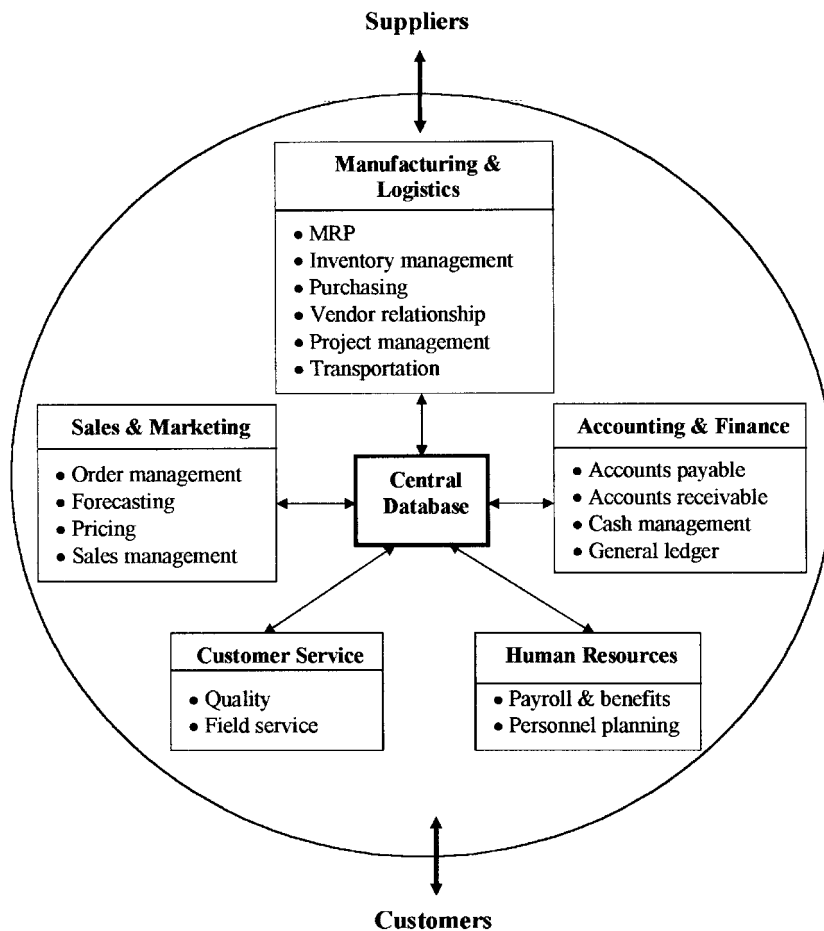 Suppliers
Manufacturing &
Logistics
• MRP
• Inventory management
• Purchasing
• Vendor relationship
• Project management
• Transportation
Sales & Marketing
• Order management
• Forecasting
• Pricing
• Sales management
Central
Database
Accounting & Finance
• Accounts payable
• Accounts receivable
• Cash management
• General ledger
Customer Service
• Quality
• Field service
Human Resources
• Payroll & benefits
• Personnel planning
Customers